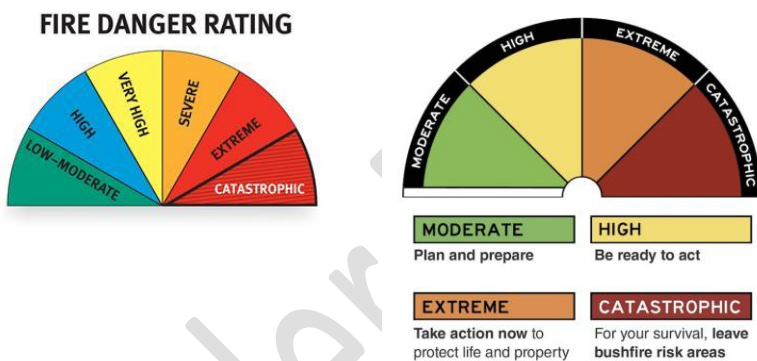 FIRE DANGER RATING
LOW–MODERATE
HIGH
VERY HIGH
SEVERE
EXTREME
CATASTROPHIC
MODERATE
HIGH
EXTREME
CATASTROPHIC
MODERATE
Plan and prepare
HIGH
Be ready to act
EXTREME
Take action now to
protect life and property
CATASTROPHIC
For your survival, leave
bushfire risk areas